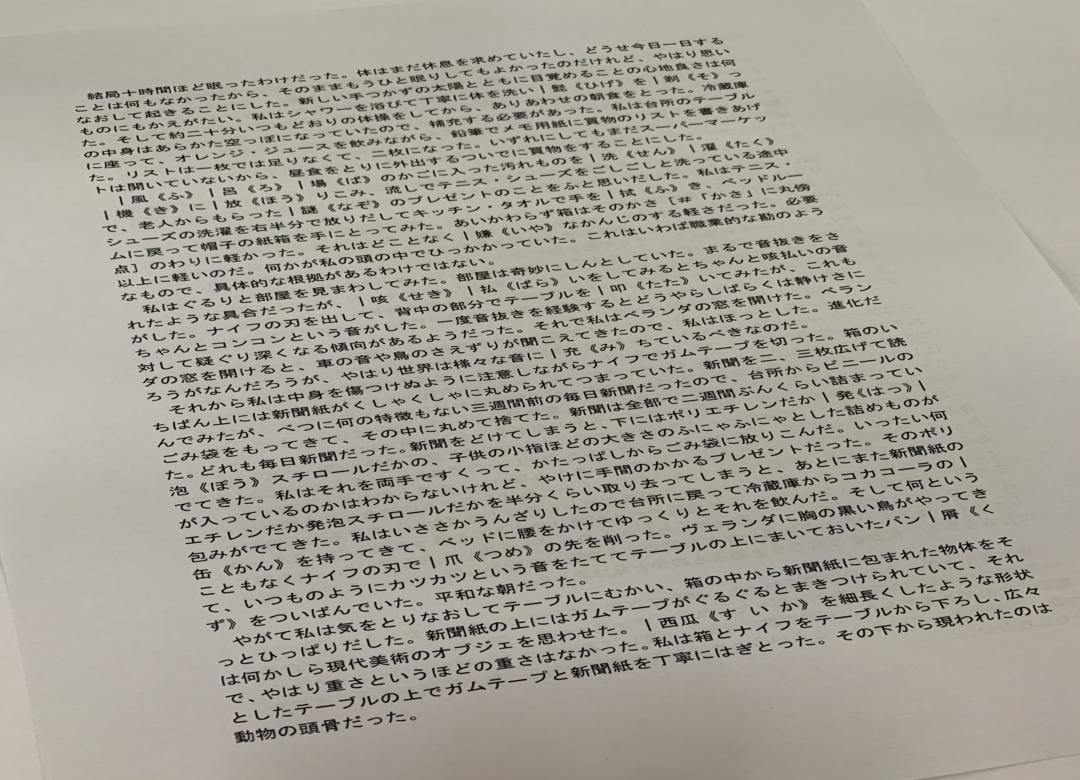 結局十時間ほど眠ったわけだった。体はまだ休息を求めていたし、どうせ今日一日する
ことは何もなかったから、そのままもうひと眠りしてもよかったのだけれど、やはり思い
なおして起きることにした。新しい手つかずの太陽とともに目覚めることの心地良さは何
ものにもかえがたい。私はシャワーを浴びて丁寧に体を洗い|髭《ひげ》を|剃《そ》っ
た。そして約二十分いつもどおりの体操をしてから、ありあわせの朝食をとった。冷蔵庫
の中身はあらかた空っぽになっていたので、補充する必要があった。私は台所のテーブル
に座って、オレンジ・ジュースを飲みながら、鉛筆でメモ用紙に買物のリストを書きあげ
た。リストは一枚では足りなくて、二枚になった。いずれにしてもまだスーパーマーケッ
トは開いていないから、昼食をとりに外出するついでに買物をすることにした。
|風《ふ》|呂《ろ》|場《ば》のかごに入った汚れものを|洗《せん》|濯《たく》
|機《き》に|放《ほう》りこみ、流しでテニス・シューズをごしごしと洗っている途中
で、老人からもらった|謎《なぞ》のプレゼントのことをふと思いだした。私はテニス・
シューズの洗濯を右半分で放りだしてキッチン・タオルで手を|拭《ふ》き、ベッドルー
ムに戻って帽子の紙箱を手にとってみた。あいかわらず箱はそのかさ［＃「かさ」に丸傍
点］のわりに軽かった。それはどことなく|嫌《いや》なかんじのする軽さだった。必要
以上に軽いのだ。何かが私の頭の中でひっかかっていた。これはいわば職業的な勘のよう
なもので、具体的な根拠があるわけではない。
私はぐるりと部屋を見まわしてみた。部屋は奇妙にしんとしていた。まるで音抜きをさ
れたような具合だったが、|咳《せき》|払《ばら》いをしてみるとちゃんと咳払いの音
がした。ナイフの刃を出して、背中の部分でテーブルを|叩《たた》いてみたが、これも
ちゃんとコンコンという音がした。一度音抜きを経験するとどうやらしばらくは静けさに
対して疑ぐり深くなる傾向があるようだった。それで私はベランダの窓を開けた。ベラン
ダの窓を開けると、車の音や鳥のさえずりが聞こえてきたので、私はほっとした。進化だ
ろうがなんだろうが、やはり世界は様々な音に|充《み》ちているべきなのだ。
それから私は中身を傷つけぬように注意しながらナイフでガムテープを切った。箱のい
ちばん上には新聞紙がくしゃくしゃに丸められてつまっていた。新聞を二、三枚広げて読
んでみたが、べつに何の特徴もない三週間前の毎日新聞だったので、台所からビニールの
ごみ袋をもってきて、その中に丸めて捨てた。新聞は全部で二週間ぶんくらい詰まってい
た。どれも毎日新聞だった。新聞をどけてしまうと、下にはポリエチレンだか|発《はっ》|
泡《ぽう》スチロールだかの、子供の小指ほどの大きさのふにゃふにゃとした詰めものが
でてきた。私はそれを両手ですくって、かたっぱしからごみ袋に放りこんだ。いったい何
が入っているのかはわからないけれど、やけに手間のかかるプレゼントだった。そのポリ
エチレンだか発泡スチロールだかを半分くらい取り去ってしまうと、あとにまた新聞紙の
包みがでてきた。私はいささかうんざりしたので台所に戻って冷蔵庫からコカコーラの|
缶《かん》を持ってきて、ベッドに腰をかけてゆっくりとそれを飲んだ。そして何という
こともなくナイフの刃で|爪《つめ》の先を削った。ヴェランダに胸の黒い鳥がやってき
て、いつものようにカツカツという音をたててテーブルの上にまいておいたパン|屑《く
ず》をついばんでいた。平和な朝だった。
やがて私は気をとりなおしてテーブルにむかい、箱の中から新聞紙に包まれた物体をそ
っとひっぱりだした。新聞紙の上にはガムテープがぐるぐるとまきつけられていて、それ
は何かしら現代美術のオブジェを思わせた。|西瓜《す い か》を細長くしたような形状
で、やはり重さというほどの重さはなかった。私は箱とナイフをテーブルから下ろし、広々
としたテーブルの上でガムテープと新聞紙を丁寧にはぎとった。その下から現われたのは
動物の頭骨だった。